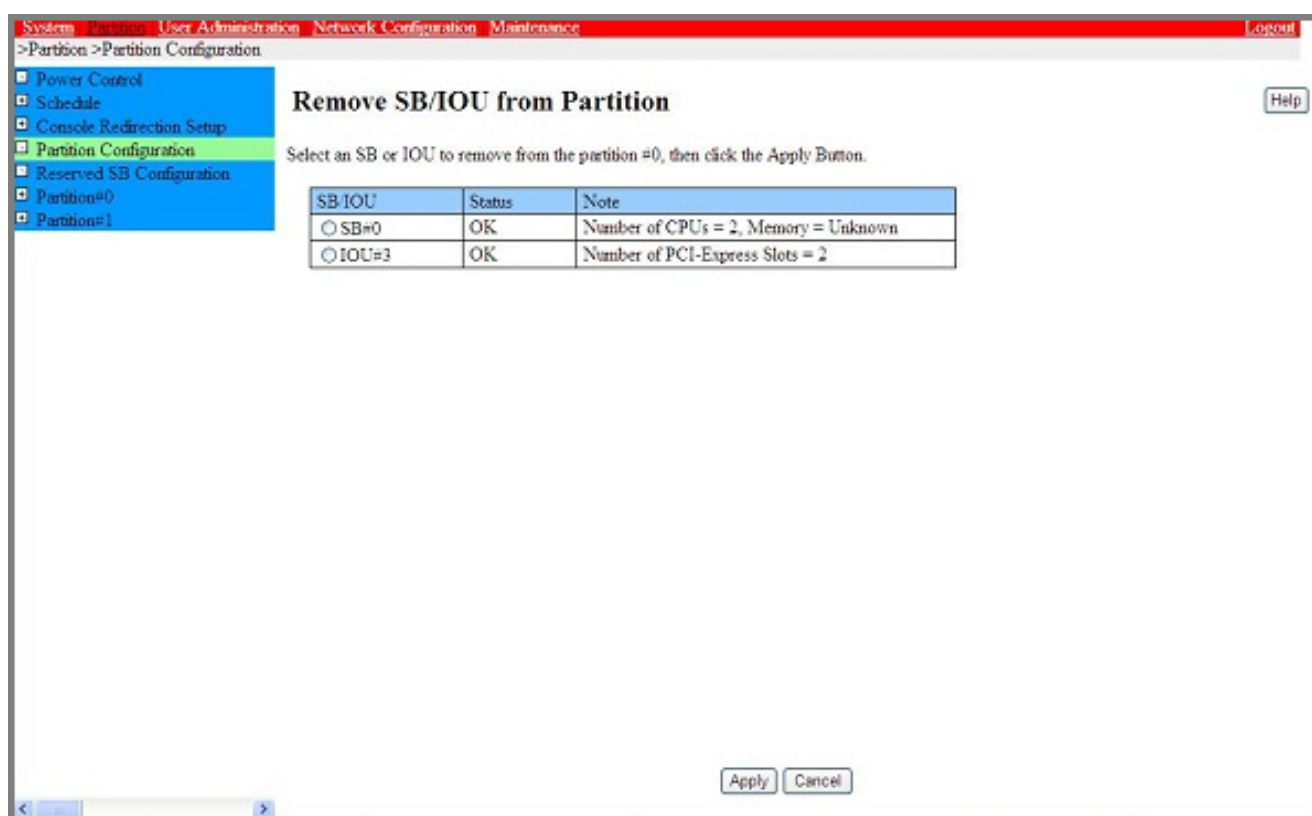 System Partition User Administration Network Configuration Maintenance Logout
>Partition >Partition Configuration
Power Control
Schedule
Console Redirection Setup
Partition Configuration
Reserved SB Configuration
Partition#0
Partition#1
Remove SB/IOU from Partition
Help
Select an SB or IOU to remove from the partition #0, then click the Apply Button.
SB/IOU Status Note
SB#0 OK Number of CPUs = 2, Memory = Unknown
IOU#3 OK Number of PCI-Express Slots = 2
Apply Cancel